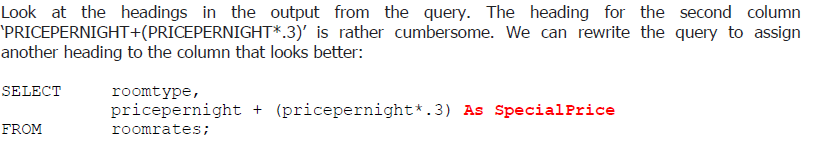 Look at the headings in the output from the query. The heading for the second column
‘PRICEPERNIGHT+(PRICEPERNIGHT*.3)’ is rather cumbersome. We can rewrite the query to assign
another heading to the column that looks better:
SELECT roomtype,
pricepernight + (pricepernight*.3) As SpecialPrice
FROM roomrates;